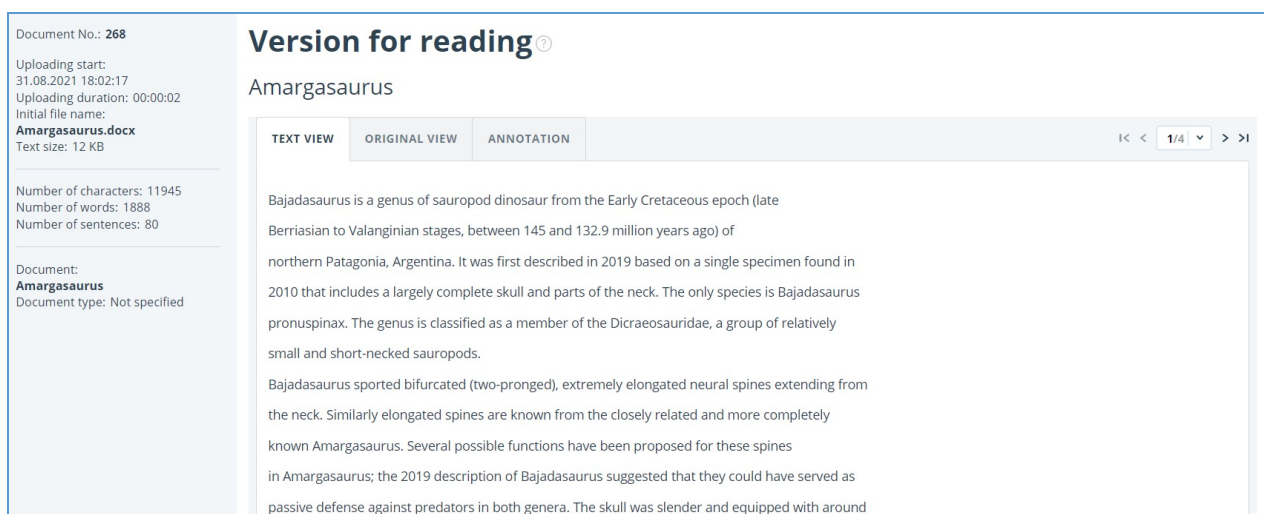 Document No.: 268
Uploading start:
31.08.2021 18:02:17
Uploading duration: 00:00:02
Initial file name:
Amargasaurus.docx
Text size: 12 KB
Number of characters: 11945
Number of words: 1888
Number of sentences: 80
Document:
Amargasaurus
Document type: Not specified
Version for reading ?
Amargasaurus
TEXT VIEW ORIGINAL VIEW ANNOTATION 1/4
Bajadasaurus is a genus of sauropod dinosaur from the Early Cretaceous epoch (late
Berriasian to Valanginian stages, between 145 and 132.9 million years ago) of
northern Patagonia, Argentina. It was first described in 2019 based on a single specimen found in
2010 that includes a largely complete skull and parts of the neck. The only species is Bajadasaurus
pronuspinax. The genus is classified as a member of the Dicraeosauridae, a group of relatively
small and short-necked sauropods.
Bajadasaurus sported bifurcated (two-pronged), extremely elongated neural spines extending from
the neck. Similarly elongated spines are known from the closely related and more completely
known Amargasaurus. Several possible functions have been proposed for these spines
in Amargasaurus; the 2019 description of Bajadasaurus suggested that they could have served as
passive defense against predators in both genera. The skull was slender and equipped with around